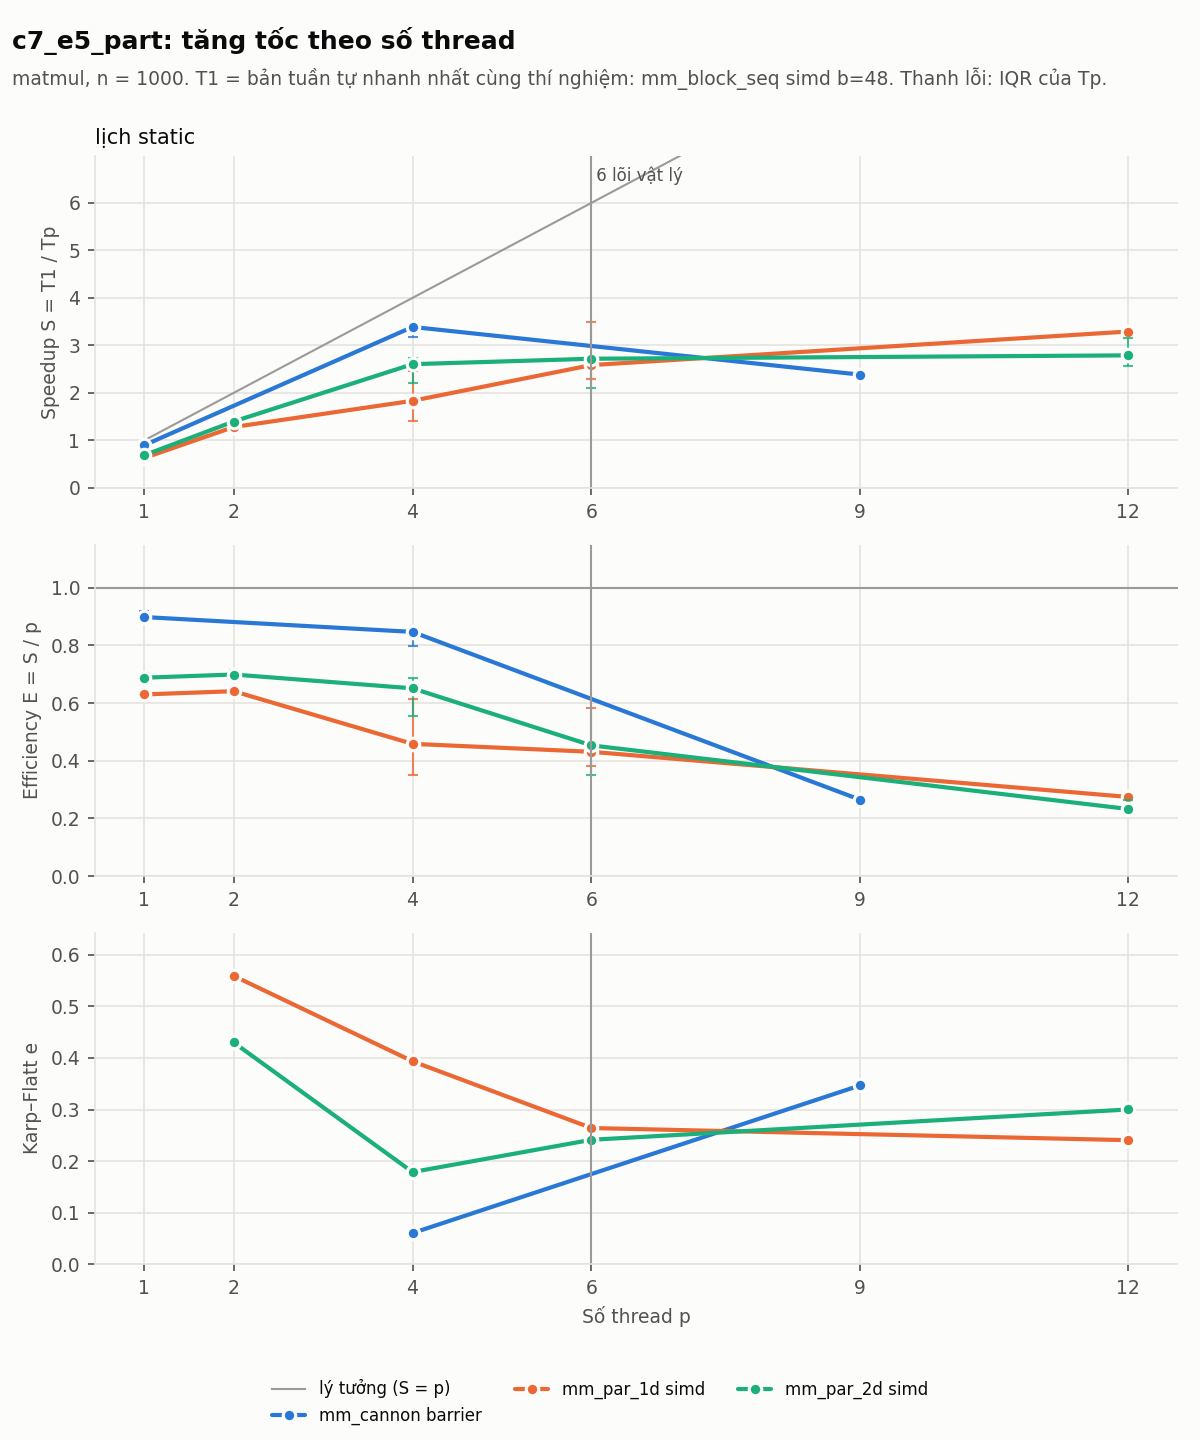 c7_e5_part: tăng tốc theo số thread
matmul, n = 1000. T1 = bản tuần tự nhanh nhất cùng thí nghiệm: mm_block_seq simd b=48. Thanh lỗi: IQR của Tp.
lịch static
6 lõi vật lý
Speedup S = T1 / Tp
6
5
4
3
2
1
0
1 2 4 6 9 12
Efficiency E = S / p
1.0
0.8
0.6
0.4
0.2
0.0
1 2 4 6 9 12
Karp–Flatt e
0.6
0.5
0.4
0.3
0.2
0.1
0.0
1 2 4 6 9 12
Số thread p
lý tưởng (S = p)
mm_par_1d simd
mm_par_2d simd
mm_cannon barrier